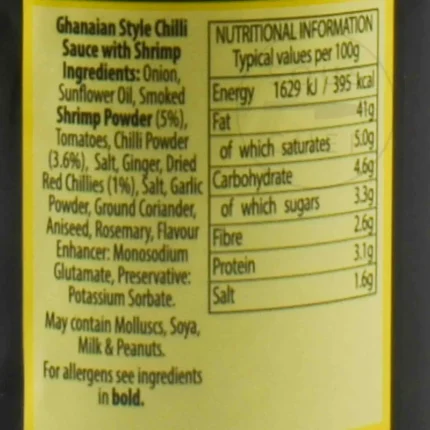 Ghanaian Style Chilli
Sauce with Shrimp
Ingredients: Onion,
Sunflower Oil, Smoked
Shrimp Powder (5%),
Tomatoes, Chilli Powder
(3.6%), Salt, Ginger, Dried
Red Chillies (1%), Salt, Garlic
Powder, Ground Coriander,
Aniseed, Rosemary, Flavour
Enhancer: Monosodium
Glutamate, Preservative:
Potassium Sorbate.
May contain Molluscs, Soya,
Milk & Peanuts.
For allergens see ingredients
in bold.
NUTRITIONAL INFORMATION
Typical values per 100g
Energy 1629 kJ / 395 kcal
Fat 41g
of which saturates 5.0g
Carbohydrate 4.6g
of which sugars 3.3g
Fibre 2.6g
Protein 3.1g
Salt 1.6g